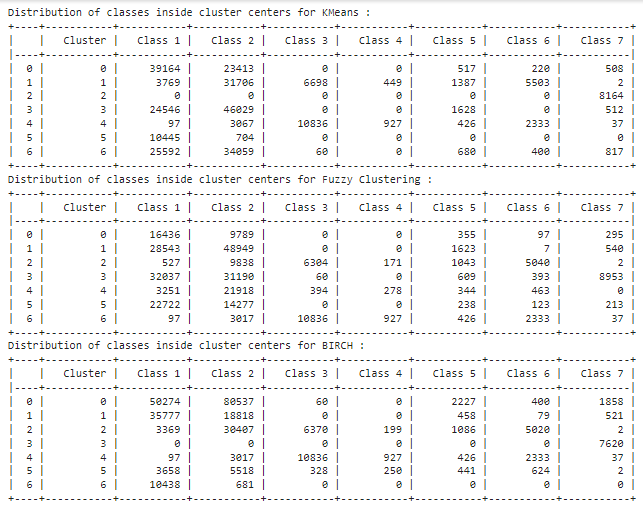 Distribution of classes inside cluster centers for KMeans :
| | Cluster | Class 1 | Class 2 | Class 3 | Class 4 | Class 5 | Class 6 | Class 7 |
| 0 | 0 | 39164 | 23413 | 0 | 0 | 517 | 220 | 508 |
| 1 | 1 | 3769 | 31706 | 6698 | 449 | 1387 | 5503 | 2 |
| 2 | 2 | 0 | 0 | 0 | 0 | 0 | 0 | 8164 |
| 3 | 3 | 24546 | 46029 | 0 | 0 | 1628 | 0 | 512 |
| 4 | 4 | 97 | 3067 | 10836 | 927 | 426 | 2333 | 37 |
| 5 | 5 | 10445 | 704 | 0 | 0 | 0 | 0 | 0 |
| 6 | 6 | 25592 | 34059 | 60 | 0 | 680 | 400 | 817 |
Distribution of classes inside cluster centers for Fuzzy Clustering :
| | Cluster | Class 1 | Class 2 | Class 3 | Class 4 | Class 5 | Class 6 | Class 7 |
| 0 | 0 | 16436 | 9789 | 0 | 0 | 355 | 97 | 295 |
| 1 | 1 | 28543 | 48949 | 0 | 0 | 1623 | 7 | 540 |
| 2 | 2 | 527 | 9838 | 6304 | 171 | 1043 | 5040 | 2 |
| 3 | 3 | 32037 | 31190 | 60 | 0 | 609 | 393 | 8953 |
| 4 | 4 | 3251 | 21918 | 394 | 278 | 344 | 463 | 0 |
| 5 | 5 | 22722 | 14277 | 0 | 0 | 238 | 123 | 213 |
| 6 | 6 | 97 | 3017 | 10836 | 927 | 426 | 2333 | 37 |
Distribution of classes inside cluster centers for BIRCH :
| | Cluster | Class 1 | Class 2 | Class 3 | Class 4 | Class 5 | Class 6 | Class 7 |
| 0 | 0 | 50274 | 80537 | 60 | 0 | 2227 | 400 | 1858 |
| 1 | 1 | 35777 | 18818 | 0 | 0 | 458 | 79 | 521 |
| 2 | 2 | 3369 | 30407 | 6370 | 199 | 1086 | 5020 | 2 |
| 3 | 3 | 0 | 0 | 0 | 0 | 0 | 0 | 7620 |
| 4 | 4 | 97 | 3017 | 10836 | 927 | 426 | 2333 | 37 |
| 5 | 5 | 3658 | 5518 | 328 | 250 | 441 | 624 | 2 |
| 6 | 6 | 10438 | 681 | 0 | 0 | 0 | 0 | 0 |